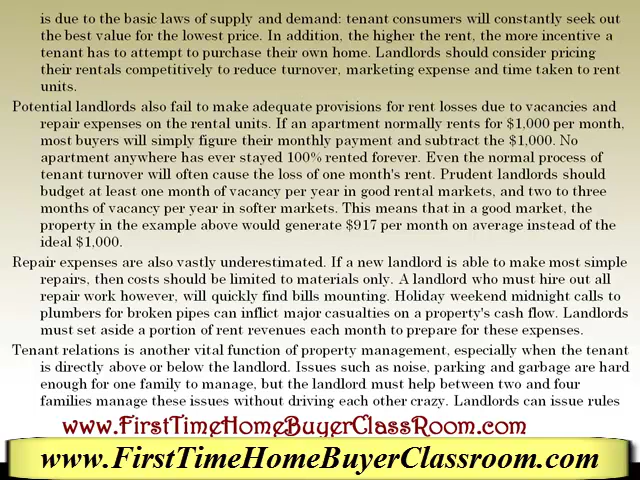 is due to the basic laws of supply and demand: tenant consumers will constantly seek out
the best value for the lowest price. In addition, the higher the rent, the more incentive a
tenant has to attempt to purchase their own home. Landlords should consider pricing
their rentals competitively to reduce turnover, marketing expense and time taken to rent
units.
Potential landlords also fail to make adequate provisions for rent losses due to vacancies and
repair expenses on the rental units. If an apartment normally rents for $1,000 per month,
most buyers will simply figure their monthly payment and subtract the $1,000. No
apartment anywhere has ever stayed 100% rented forever. Even the normal process of
tenant turnover will often cause the loss of one month's rent. Prudent landlords should
budget at least one month of vacancy per year in good rental markets, and two to three
months of vacancy per year in softer markets. This means that in a good market, the
property in the example above would generate $917 per month on average instead of the
ideal $1,000.
Repair expenses are also vastly underestimated. If a new landlord is able to make most simple
repairs, then costs should be limited to materials only. A landlord who must hire out all
repair work however, will quickly find bills mounting. Holiday weekend midnight calls to
plumbers for broken pipes can inflict major casualties on a property's cash flow. Landlords
must set aside a portion of rent revenues each month to prepare for these expenses.
Tenant relations is another vital function of property management, especially when the tenant
is directly above or below the landlord. Issues such as noise, parking and garbage are hard
enough for one family to manage, but the landlord must help between two and four
families manage these issues without driving each other crazy. Landlords can issue rules
www.FirstTimeHomeBuyerClassRoom.com
www.FirstTimeHomeBuyerClassroom.com